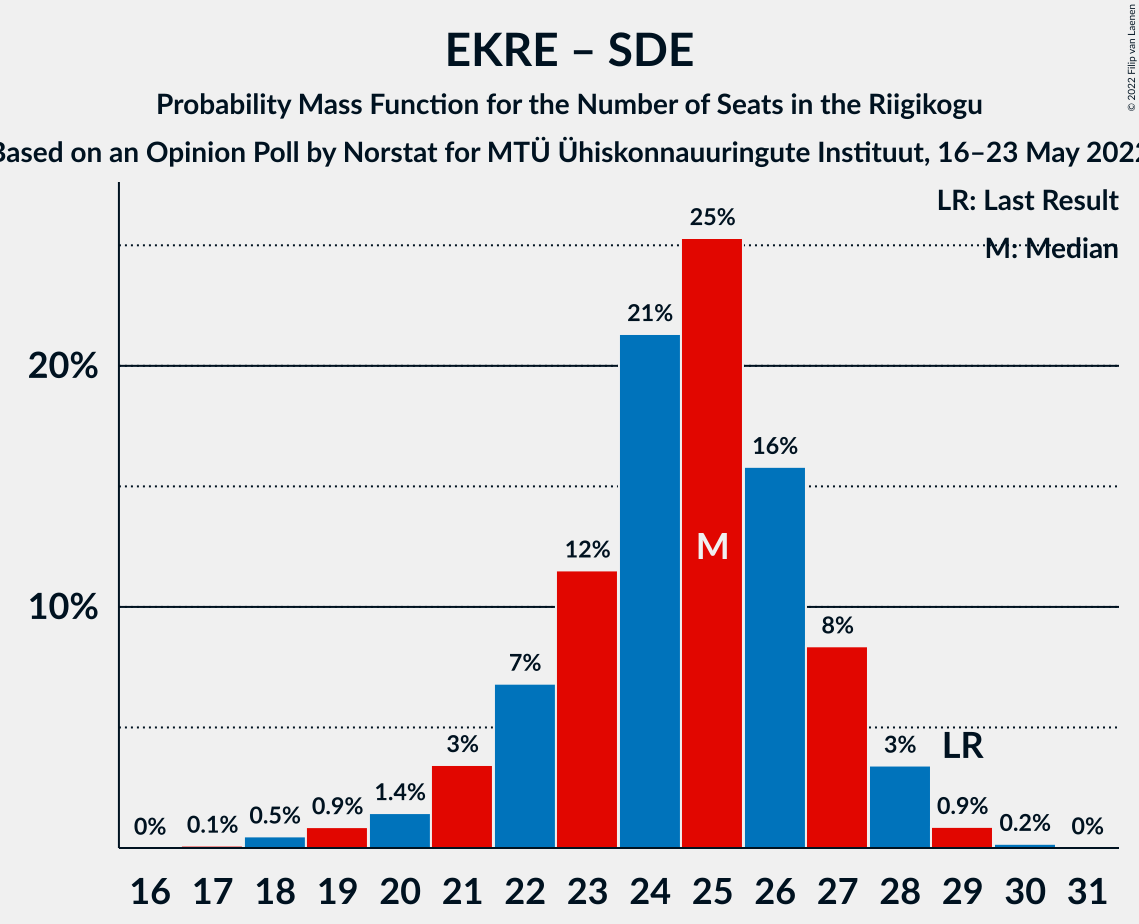 EKRE – SDE
Probability Mass Function for the Number of Seats in the Riigikogu
Based on an Opinion Poll by Norstat for MTÜ Ühiskonnauuringute Instituut, 16–23 May 2022
© 2022 Filip van Laenen
LR: Last Result
M: Median
20%
10%
0%
0.1%
0.5%
0.9%
1.4%
3%
7%
12%
21%
25%
16%
8%
3%
0.9%
0.2%
0%
M
LR
16 17 18 19 20 21 22 23 24 25 26 27 28 29 30 31